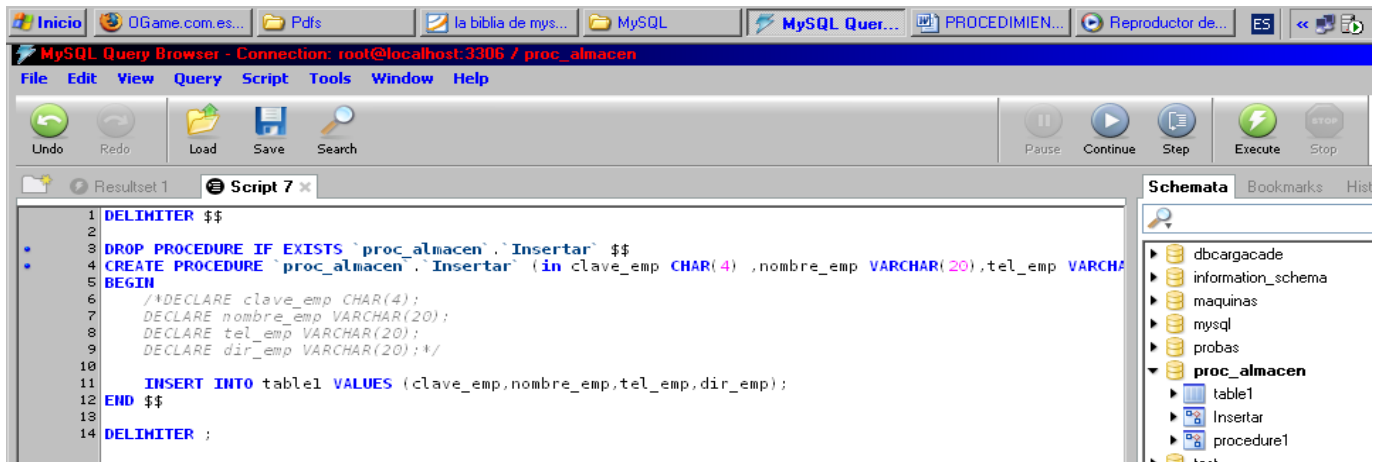 Inicio OGame.com.es... Pdfs la biblia de mys... MySQL MySQL Quer... PROCEDIMIEN... Reproductor de... ES «
MySQL Query Browser - Connection: root@localhost:3306 / proc_almacen
File Edit View Query Script Tools Window Help
Undo Redo Load Save Search Pause Continue Step Execute Stop
STOP
Resultset 1 Script 7 Schemata Bookmarks Hist
1 DELIMITER $$
2
3 DROP PROCEDURE IF EXISTS `proc_almacen`.`Insertar` $$
4 CREATE PROCEDURE `proc_almacen`.`Insertar` (in clave_emp CHAR(4) ,nombre_emp VARCHAR(20),tel_emp VARCHA
5 BEGIN
6 /*DECLARE clave_emp CHAR(4);
7 DECLARE nombre_emp VARCHAR(20);
8 DECLARE tel_emp VARCHAR(20);
9 DECLARE dir_emp VARCHAR(20);*/
10
11 INSERT INTO table1 VALUES (clave_emp,nombre_emp,tel_emp,dir_emp);
12 END $$
13
14 DELIMITER ;
dbcargacade
information_schema
maquinas
mysql
probas
proc_almacen
table1
Insertar
procedure1